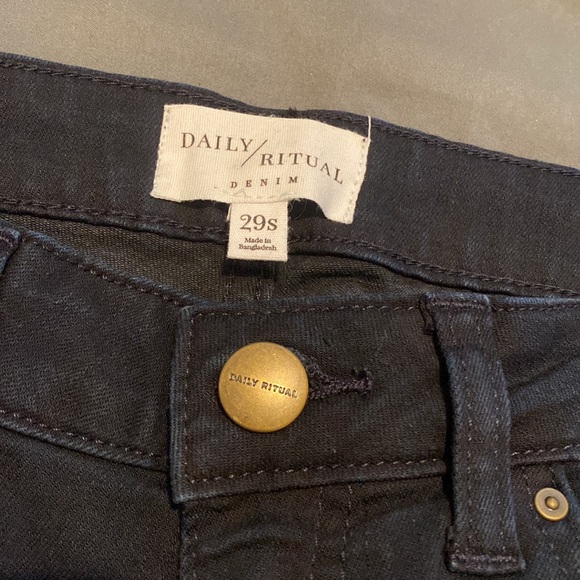 DAILY/RITUAL
DENIM
29s
Made in
Bangladesh
DAILY RITUAL